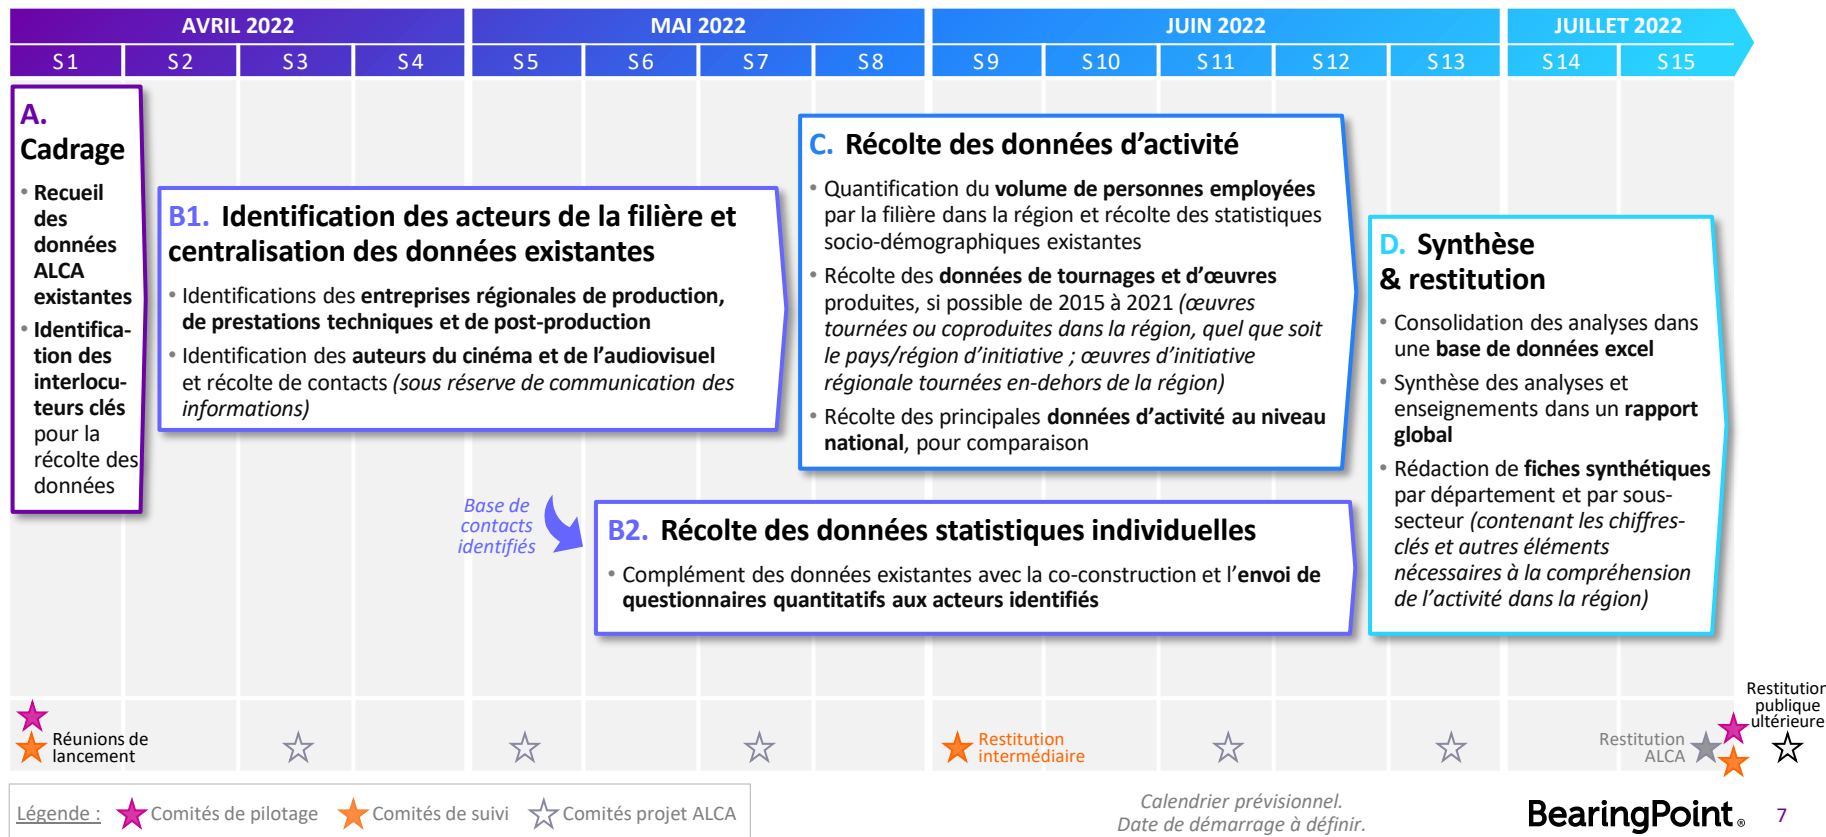 AVRIL 2022
MAI 2022
JUIN 2022
JUILLET 2022
S1
S2
S3
S4
S5
S6
S7
S8
S9
S10
S11
S12
S13
S14
S15
A.
Cadrage
• Recueil
des
données
ALCA
existantes
• Identifica-
tion des
interlocu-
teurs clés
pour la
récolte des
données
B1. Identification des acteurs de la filière et
centralisation des données existantes
• Identifications des entreprises régionales de production,
de prestations techniques et de post-production
• Identification des auteurs du cinéma et de l’audiovisuel
et récolte de contacts (sous réserve de communication des
informations)
C. Récolte des données d’activité
• Quantification du volume de personnes employées
par la filière dans la région et récolte des statistiques
socio-démographiques existantes
• Récolte des données de tournages et d’œuvres
produites, si possible de 2015 à 2021 (œuvres
tournées ou coproduites dans la région, quel que soit
le pays/région d’initiative ; œuvres d’initiative
régionale tournées en-dehors de la région)
• Récolte des principales données d’activité au niveau
national, pour comparaison
Base de
contacts
identifiés
B2. Récolte des données statistiques individuelles
• Complément des données existantes avec la co-construction et l’envoi de
questionnaires quantitatifs aux acteurs identifiés
D. Synthèse
& restitution
• Consolidation des analyses dans
une base de données excel
• Synthèse des analyses et
enseignements dans un rapport
global
• Rédaction de fiches synthétiques
par département et par sous-
secteur (contenant les chiffres-
clés et autres éléments
nécessaires à la compréhension
de l’activité dans la région)
Réunions de
lancement
Restitution
intermédiaire
Restitution
ALCA
Restitution
publique
ultérieure
Légende :
Comités de pilotage
Comités de suivi
Comités projet ALCA
Calendrier prévisionnel.
Date de démarrage à définir.
BearingPoint®
7